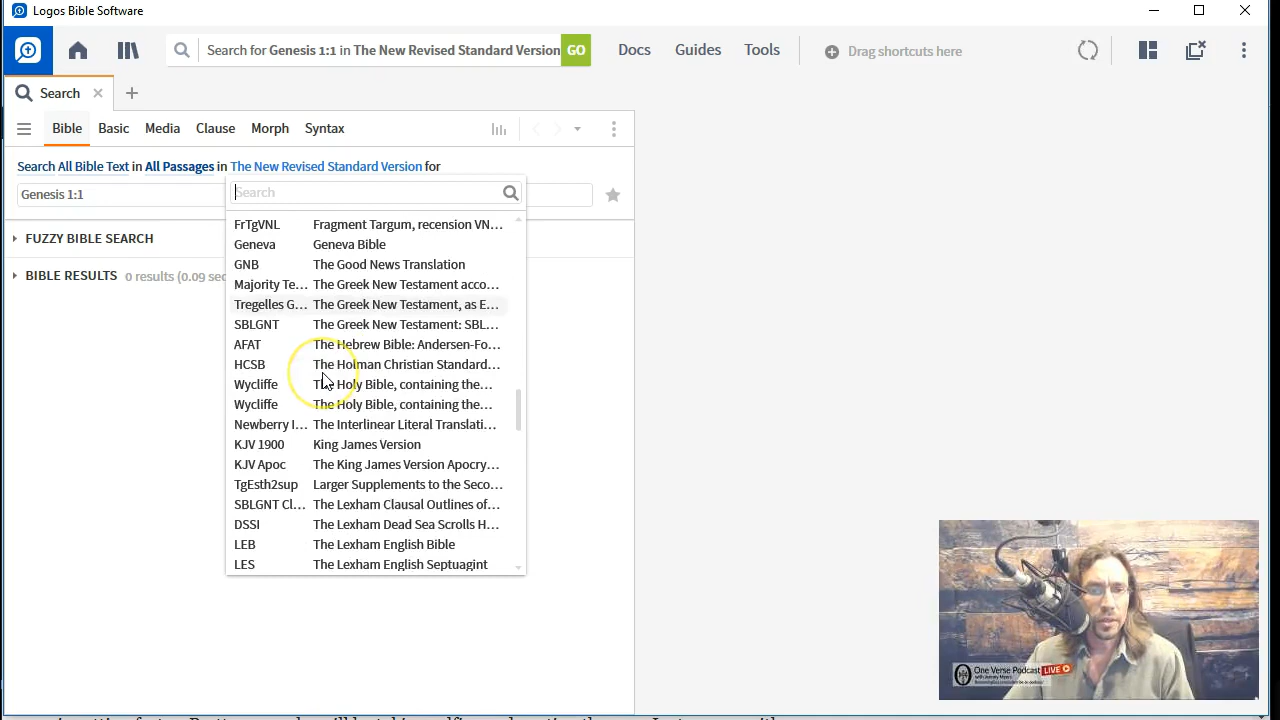 Logos Bible Software
Search for Genesis 1:1 in The New Revised Standard Version GO Docs Guides Tools Drag shortcuts here
Search
Bible Basic Media Clause Morph Syntax
Search All Bible Text in All Passages in The New Revised Standard Version for
Genesis 1:1
Search
FUZZY BIBLE SEARCH
BIBLE RESULTS 0 results (0.09 sec
FrTgVNL Fragment Targum, recension VN...
Geneva Geneva Bible
GNB The Good News Translation
Majority Te... The Greek New Testament acco...
Tregelles G... The Greek New Testament, as E...
SBLGNT The Greek New Testament: SBL...
AFAT The Hebrew Bible: Andersen-Fo...
HCSB The Holman Christian Standard...
Wycliffe The Holy Bible, containing the...
Wycliffe The Holy Bible, containing the...
Newberry I... The Interlinear Literal Translati...
KJV 1900 King James Version
KJV Apoc The King James Version Apocry...
TgEsth2sup Larger Supplements to the Seco...
SBLGNT Cl... The Lexham Clausal Outlines of...
DSSI The Lexham Dead Sea Scrolls H...
LEB The Lexham English Bible
LES The Lexham English Septuagint
One Verse Podcast LIVE
with Jeremy Myers